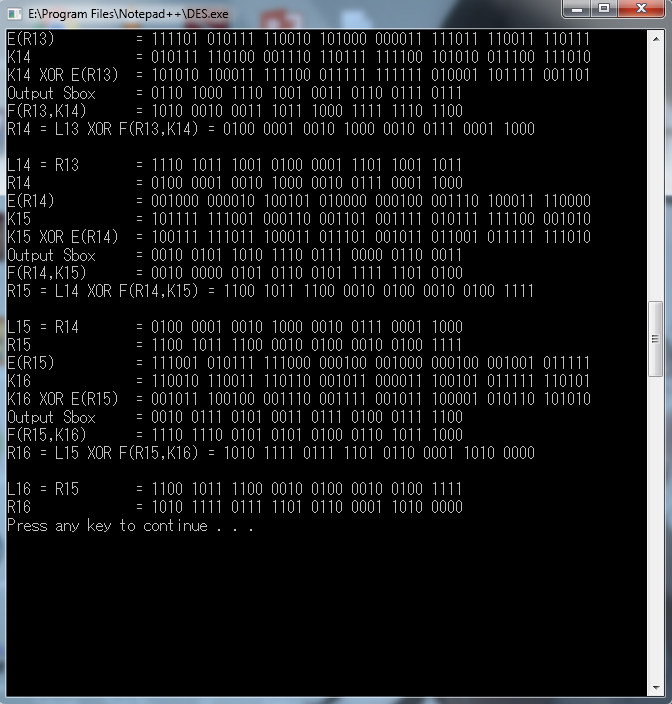 E:\Program Files\Notepad++\DES.exe
E(R13) = 111101 010111 110010 101000 000011 111011 110011 110111
K14 = 010111 110100 001110 110111 111100 101010 011100 111010
K14 XOR E(R13) = 101010 100011 111100 011111 111111 010001 101111 001101
Output Sbox = 0110 1000 1110 1001 0011 0110 0111 0111
F(R13,K14) = 1010 0010 0011 1011 1000 1111 1110 1100
R14 = L13 XOR F(R13,K14) = 0100 0001 0010 1000 0010 0111 0001 1000
L14 = R13 = 1110 1011 1001 0100 0001 1101 1001 1011
R14 = 0100 0001 0010 1000 0010 0111 0001 1000
E(R14) = 001000 000010 100101 010000 000100 001110 100011 110000
K15 = 101111 111001 000110 001101 001111 010111 111100 001010
K15 XOR E(R14) = 100111 111011 100011 011101 001011 011001 011111 111010
Output Sbox = 0010 0101 1010 1110 0111 0000 0110 0011
F(R14,K15) = 0010 0000 0101 0110 0101 1111 1101 0100
R15 = L14 XOR F(R14,K15) = 1100 1011 1100 0010 0100 0010 0100 1111
L15 = R14 = 0100 0001 0010 1000 0010 0111 0001 1000
R15 = 1100 1011 1100 0010 0100 0010 0100 1111
E(R15) = 111001 010111 111000 000100 001000 000100 001001 011111
K16 = 110010 110011 110110 001011 000011 100101 011111 110101
K16 XOR E(R15) = 001011 100100 001110 001111 001011 100001 010110 101010
Output Sbox = 0010 0111 0101 0011 0111 0100 0111 1100
F(R15,K16) = 1110 1110 0101 0101 0100 0110 1011 1000
R16 = L15 XOR F(R15,K16) = 1010 1111 0111 1101 0110 0001 1010 0000
L16 = R15 = 1100 1011 1100 0010 0100 0010 0100 1111
R16 = 1010 1111 0111 1101 0110 0001 1010 0000
Press any key to continue . . .